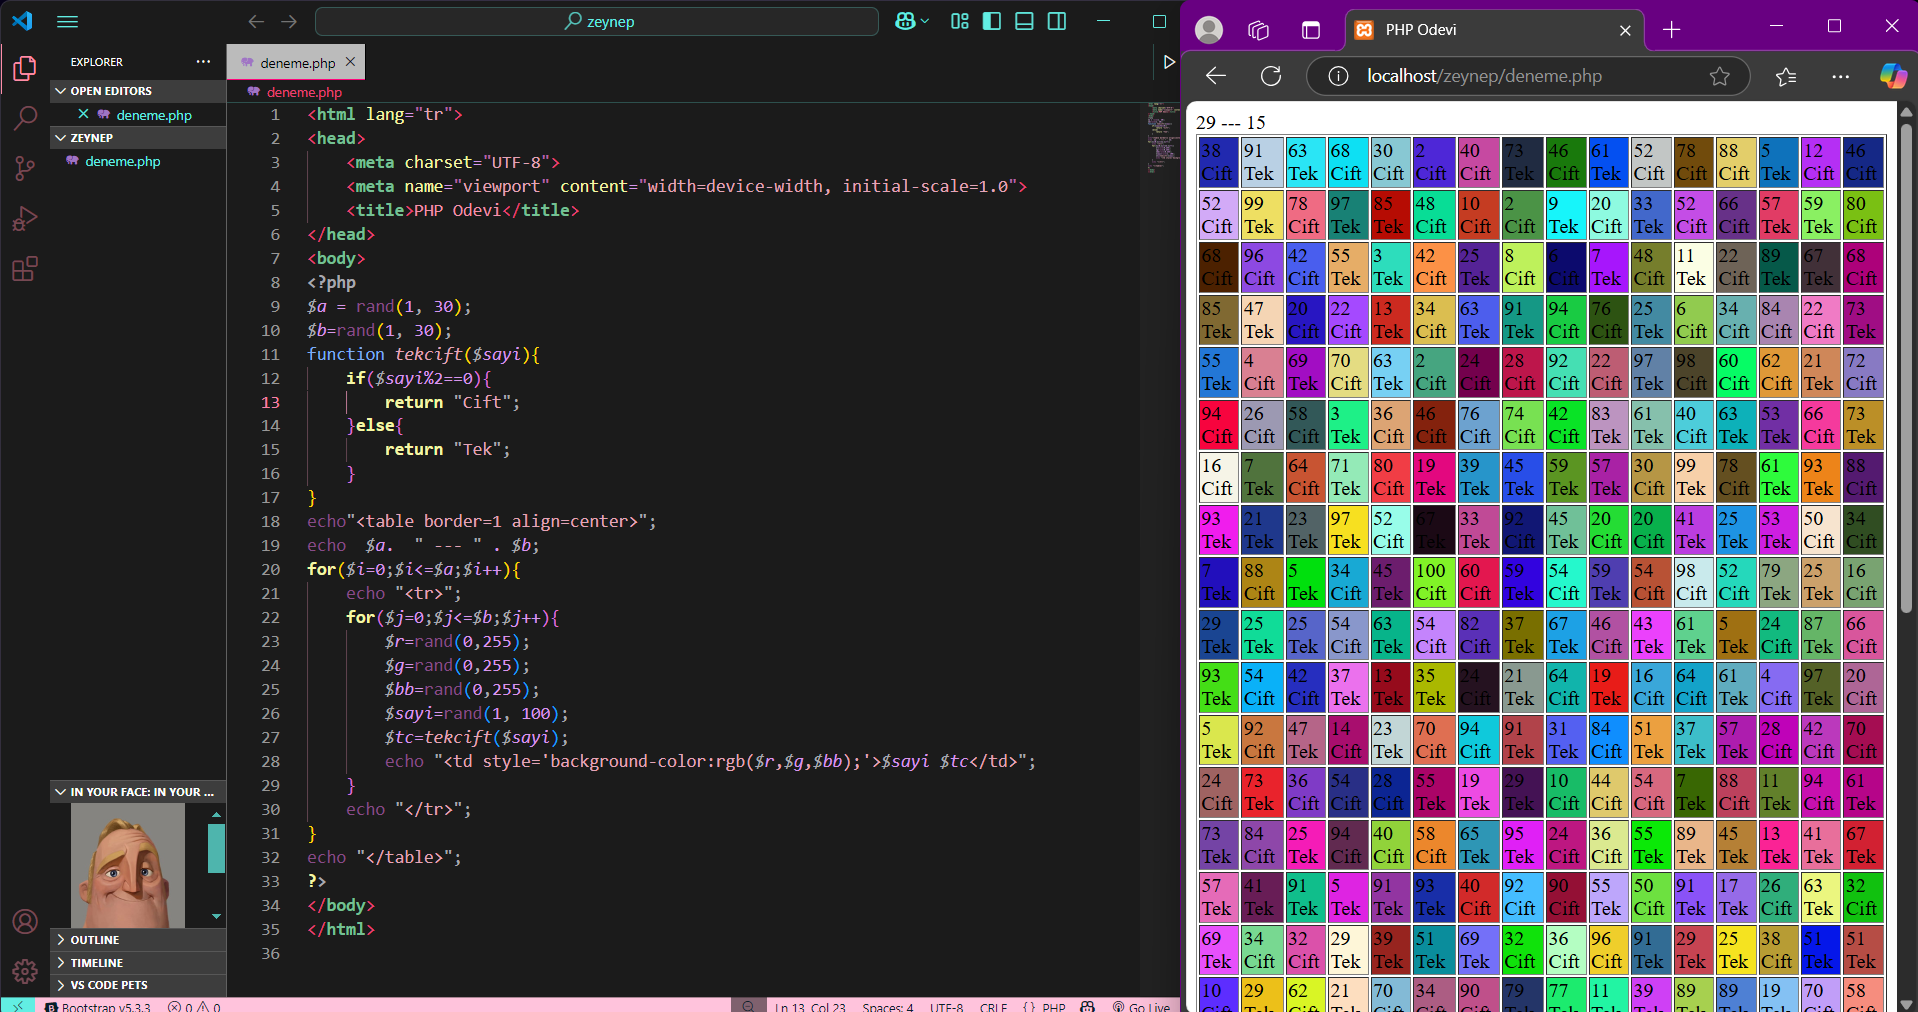 zeynep
EXPLORER
OPEN EDITORS
deneme.php
ZEYNEP
deneme.php
IN YOUR FACE: IN YOUR ...
OUTLINE
TIMELINE
VS CODE PETS
deneme.php
deneme.php
1 <html lang="tr">
2 <head>
3 <meta charset="UTF-8">
4 <meta name="viewport" content="width=device-width, initial-scale=1.0">
5 <title>PHP Odevi</title>
6 </head>
7 <body>
8 <?php
9 $a = rand(1, 30);
10 $b=rand(1, 30);
11 function tekcift($sayi){
12 if($sayi%2==0){
13 return "Cift";
14 }else{
15 return "Tek";
16 }
17 }
18 echo"<table border=1 align=center>";
19 echo  $a.  " --- " . $b;
20 for($i=0;$i<=$a;$i++){
21 echo "<tr>";
22 for($j=0;$j<=$b;$j++){
23 $r=rand(0,255);
24 $g=rand(0,255);
25 $bb=rand(0,255);
26 $sayi=rand(1, 100);
27 $tc=tekcift($sayi);
28 echo "<td style='background-color:rgb($r,$g,$bb);'>$sayi $tc</td>";
29 }
30 echo "</tr>";
31 }
32 echo "</table>";
33 ?>
34 </body>
35 </html>
36
Bootstrap v5.3.3 0 0 Ln 13, Col 23 Spaces: 4 UTF-8 CRLF {} PHP Go Live
PHP Odevi
localhost/zeynep/deneme.php
29 --- 15
38 91 63 68 30 2 40 73 46 61 52 78 88 5 12 46
Cift Tek Tek Cift Cift Cift Cift Tek Cift Tek Cift Cift Cift Tek Cift Cift
52 99 78 97 85 48 10 2 9 20 33 52 66 57 59 80
Cift Tek Cift Tek Tek Cift Cift Cift Tek Cift Tek Cift Cift Tek Tek Cift
68 96 42 55 3 42 25 8 6 7 48 11 22 89 67 68
Cift Cift Cift Tek Tek Cift Tek Cift Cift Tek Cift Tek Cift Tek Tek Cift
85 47 20 22 13 34 63 91 94 76 25 6 34 84 22 73
Tek Tek Cift Cift Tek Cift Tek Tek Cift Cift Tek Cift Cift Cift Cift Tek
55 4 69 70 63 2 24 28 92 22 97 98 60 62 21 72
Tek Cift Tek Cift Tek Cift Cift Cift Cift Cift Tek Cift Cift Cift Tek Cift
94 26 58 3 36 46 76 74 42 83 61 40 63 53 66 73
Cift Cift Cift Tek Cift Cift Cift Cift Cift Tek Tek Cift Tek Tek Cift Tek
16 7 64 71 80 19 39 45 59 57 30 99 78 61 93 88
Cift Tek Cift Tek Cift Tek Tek Tek Tek Tek Cift Tek Cift Tek Tek Cift
93 21 23 97 52 67 33 92 45 20 20 41 25 53 50 34
Tek Tek Tek Tek Cift Tek Tek Cift Tek Cift Cift Tek Tek Tek Cift Cift
7 88 5 34 45 100 60 59 54 59 54 98 52 79 25 16
Tek Cift Tek Cift Tek Cift Cift Tek Cift Tek Cift Cift Cift Tek Tek Cift
29 25 25 54 63 54 82 37 67 46 43 61 5 24 87 66
Tek Tek Tek Cift Tek Cift Cift Tek Tek Cift Tek Tek Tek Cift Tek Cift
93 54 42 37 13 35 24 21 64 19 16 64 61 4 97 20
Tek Cift Cift Tek Tek Tek Cift Tek Cift Tek Cift Cift Tek Cift Tek Cift
5 92 47 14 23 70 94 91 31 84 51 37 57 28 42 70
Tek Cift Tek Cift Tek Cift Cift Tek Tek Cift Tek Tek Tek Cift Cift Cift
24 73 36 54 28 55 19 29 10 44 54 7 88 11 94 61
Cift Tek Cift Cift Cift Tek Tek Tek Cift Cift Cift Tek Cift Tek Cift Tek
73 84 25 94 40 58 65 95 24 36 55 89 45 13 41 67
Tek Cift Tek Cift Cift Cift Tek Tek Cift Cift Tek Tek Tek Tek Tek Tek
57 41 91 5 91 93 40 92 90 55 50 91 17 26 63 32
Tek Tek Tek Tek Tek Tek Cift Cift Cift Tek Cift Tek Tek Cift Tek Cift
69 34 32 29 39 51 69 32 36 96 91 29 25 38 51 51
Tek Cift Cift Tek Tek Tek Tek Cift Cift Cift Tek Tek Tek Cift Tek Tek
10 29 62 21 70 34 90 79 77 11 39 89 89 19 70 58